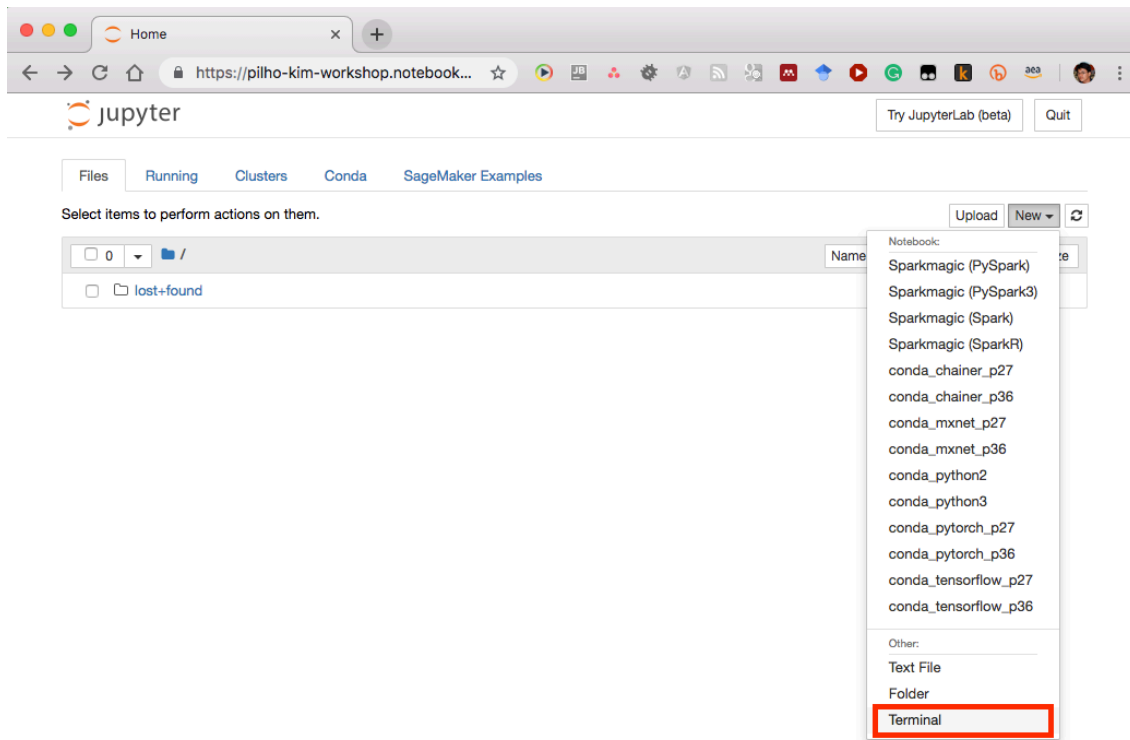 Home
https://pilho-kim-workshop.notebook...
jupyter
Try JupyterLab (beta) Quit
Files Running Clusters Conda SageMaker Examples
Select items to perform actions on them.
Upload New
0 / Name ze
lost+found
Notebook:
Sparkmagic (PySpark)
Sparkmagic (PySpark3)
Sparkmagic (Spark)
Sparkmagic (SparkR)
conda_chainer_p27
conda_chainer_p36
conda_mxnet_p27
conda_mxnet_p36
conda_python2
conda_python3
conda_pytorch_p27
conda_pytorch_p36
conda_tensorflow_p27
conda_tensorflow_p36
Other:
Text File
Folder
Terminal